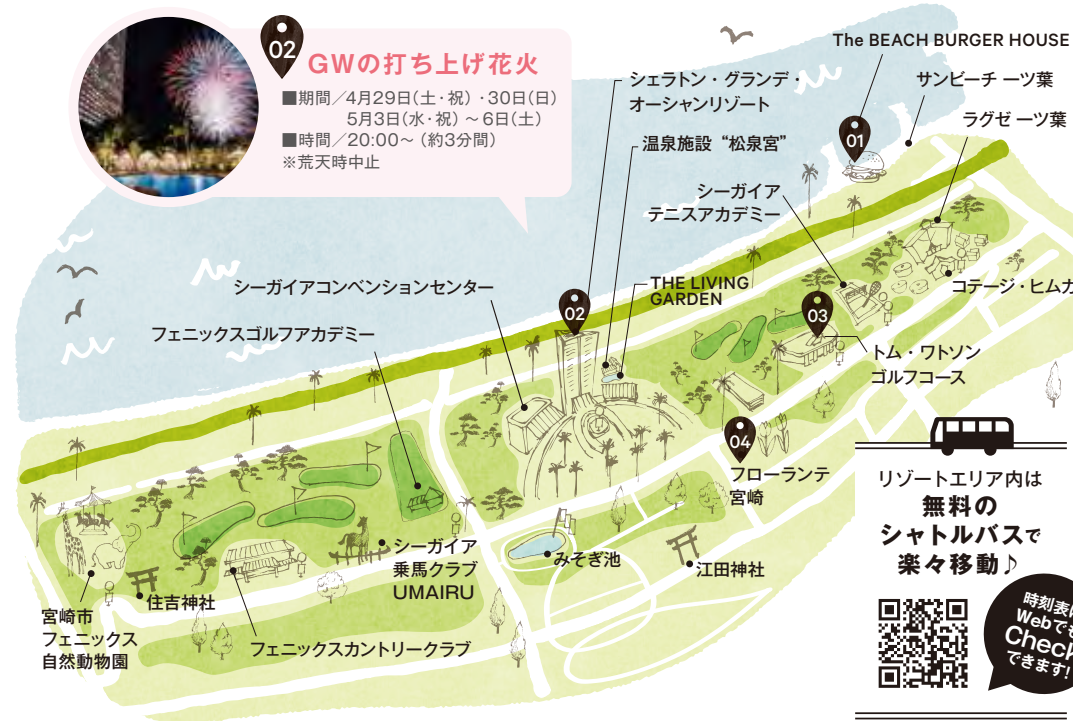 02
GWの打ち上げ花火
■期間／4月29日(土・祝)・30日(日)
5月3日(水・祝)～6日(土)
■時間／20:00～（約3分間）
※荒天時中止
The BEACH BURGER HOUSE
サンビーチ 一ツ葉
ラグゼ 一ツ葉
01
シェラトン・グランデ・
オーシャンリゾート
温泉施設“松泉宮”
シーガイア
テニスアカデミー
シーガイアコンベンションセンター
THE LIVING
GARDEN
02
03
コテージ・ヒムカ
フェニックスゴルフアカデミー
トム・ワトソン
ゴルフコース
04
フローランテ
宮崎
シーガイア
乗馬クラブ
UMAIRU
みそぎ池
江田神社
住吉神社
宮崎市
フェニックス
自然動物園
フェニックスカントリークラブ
リゾートエリア内は
無料の
シャトルバスで
楽々移動♪
時刻表は
Webでも
Check
できます!